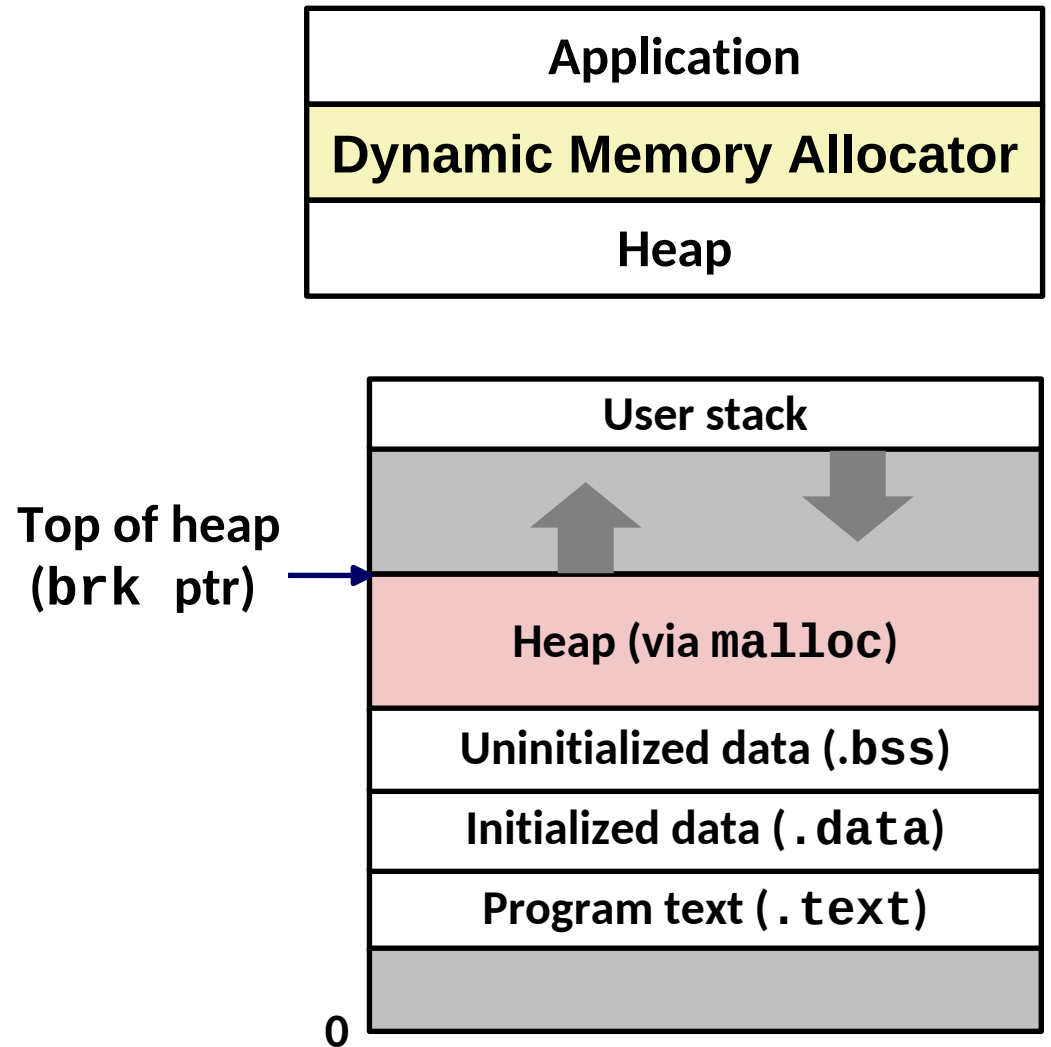 Application
Dynamic Memory Allocator
Heap
User stack
Top of heap
(brk ptr)
Heap (via malloc)
Uninitialized data (.bss)
Initialized data (.data)
Program text (.text)
0